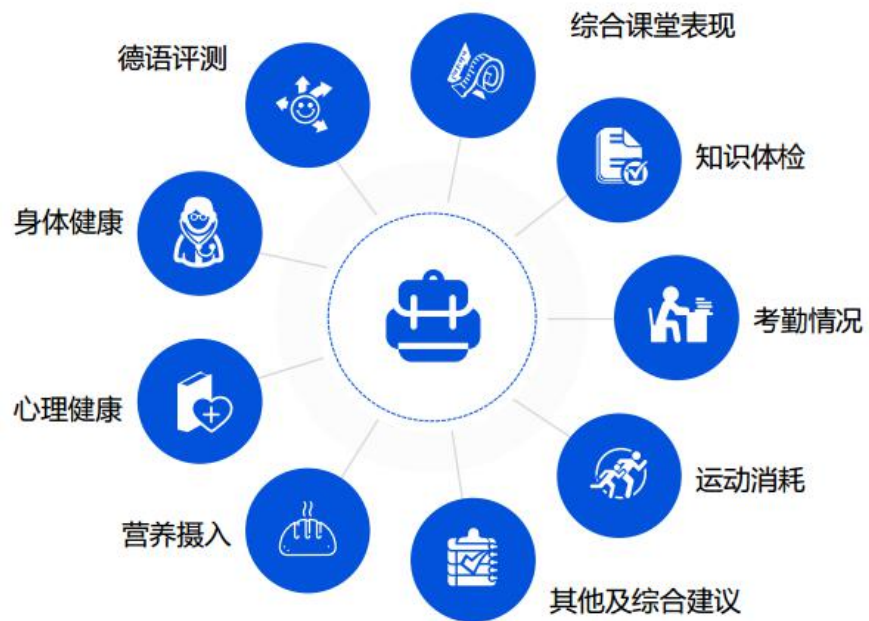 综合课堂表现
德语评测
知识体检
身体健康
考勤情况
心理健康
运动消耗
营养摄入
其他及综合建议